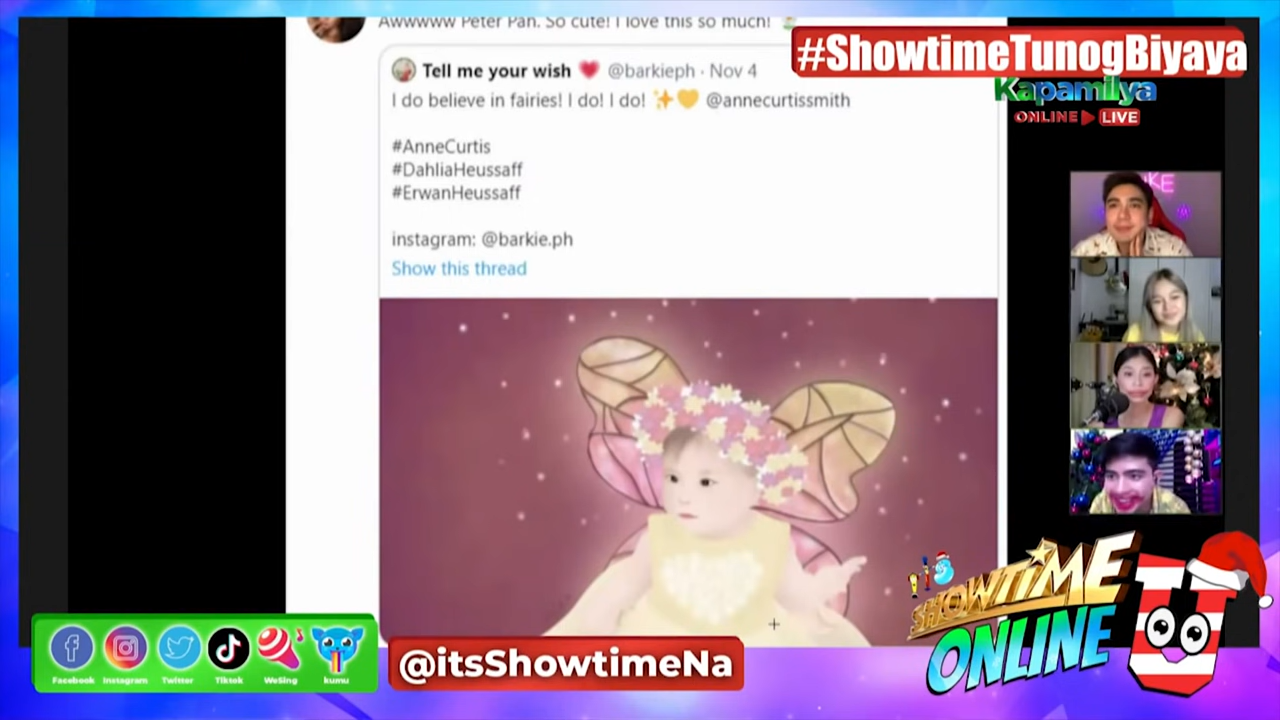 Awwwww Peter Pan. So cute! I love this so much!
#ShowtimeTunogBiyaya
Tell me your wish @barkieph · Nov 4
I do believe in fairies! I do! I do! @annecurtissmith
Kapamilya
ONLINE LIVE
#AnneCurtis
#DahliaHeussaff
#ErwanHeussaff
instagram: @barkie.ph
Show this thread
it's
SHOWTIME
ONLINE U
@itsShowtimeNa
Facebook Instagram Twitter Tiktok WeSing kumu